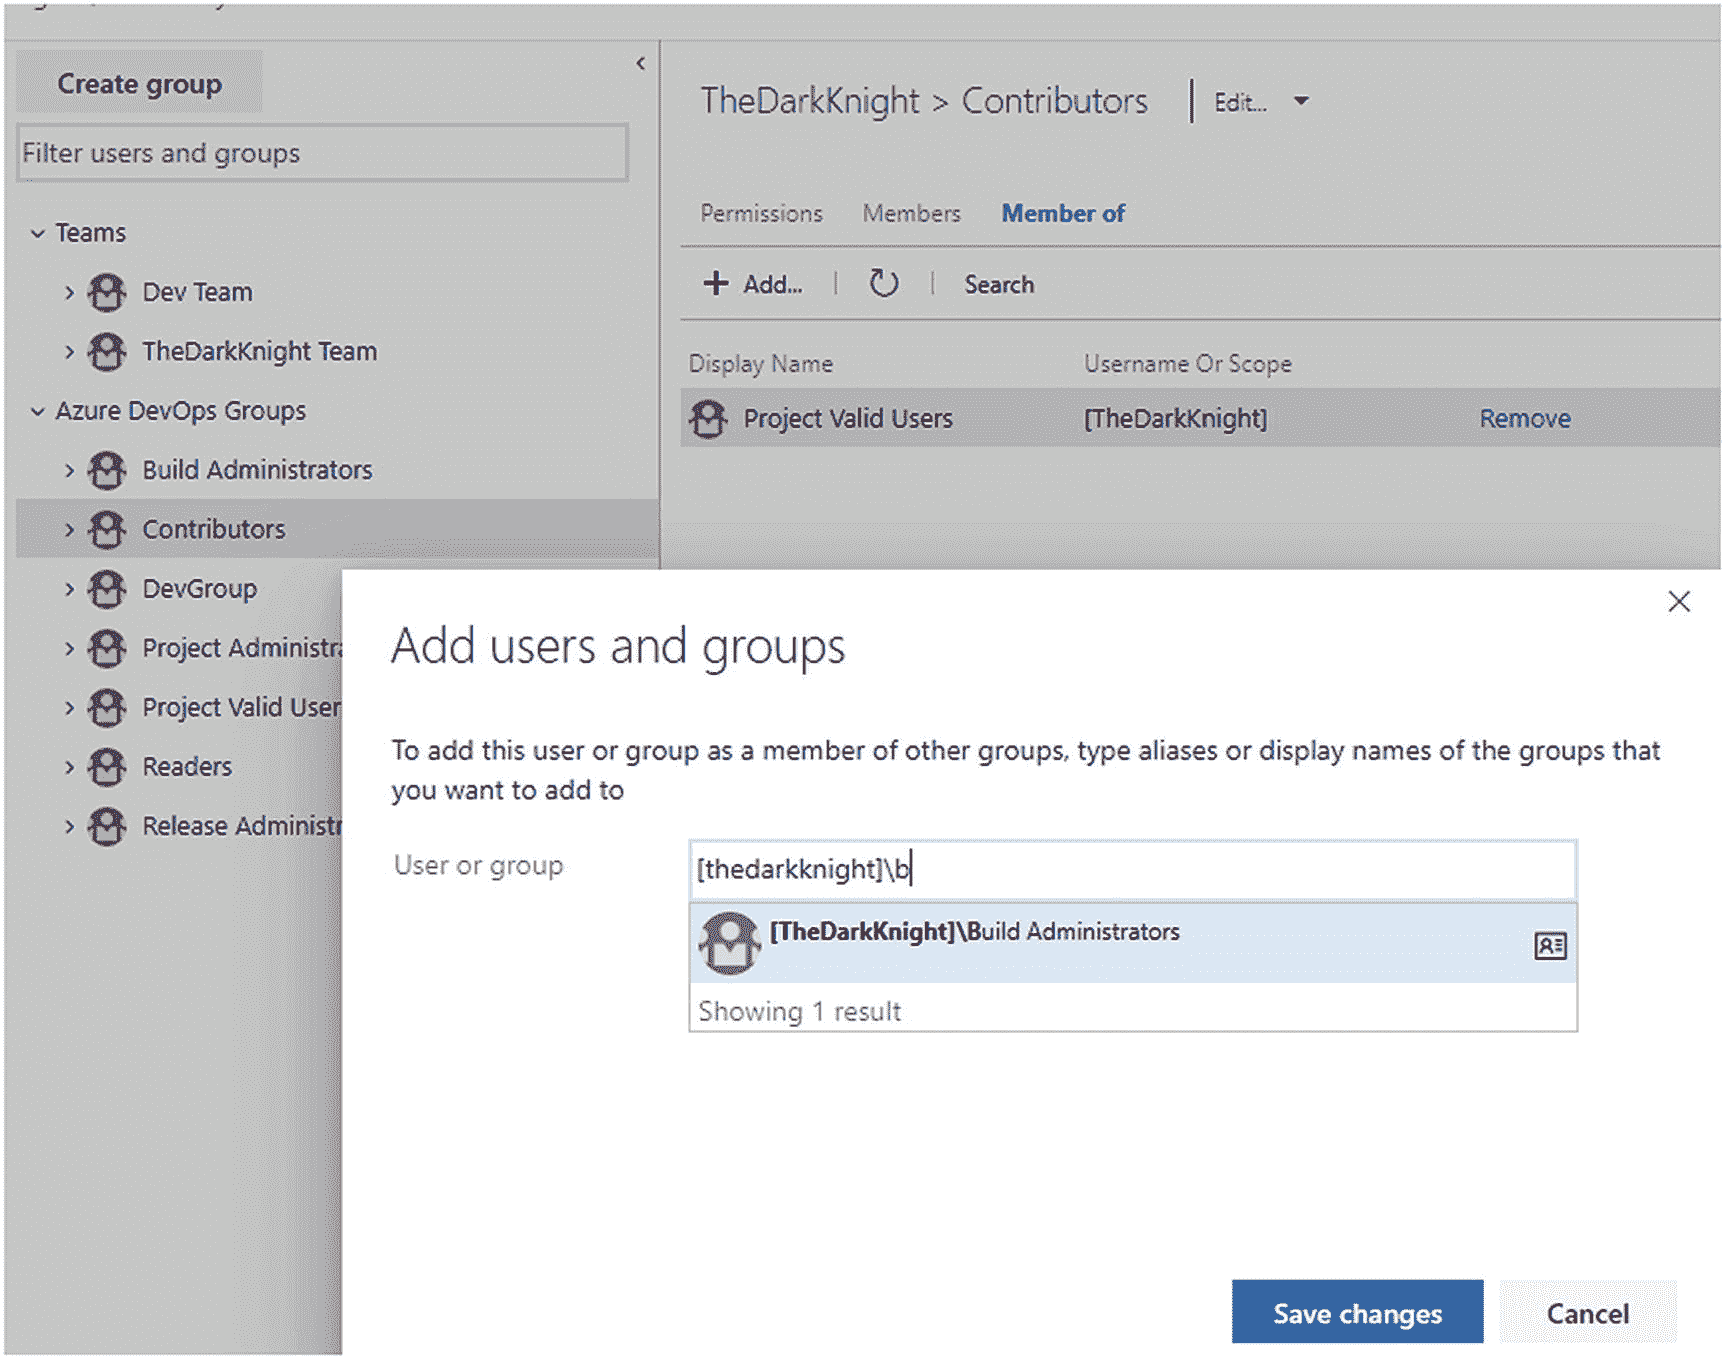 Create group
Filter users and groups
Teams
Dev Team
TheDarkKnight Team
Azure DevOps Groups
Build Administrators
Contributors
DevGroup
Project Administra
Project Valid User
Readers
Release Administr
TheDarkKnight > Contributors
Edit...
Permissions Members Member of
+ Add... Search
Display Name Username Or Scope
Project Valid Users [TheDarkKnight] Remove
Add users and groups
To add this user or group as a member of other groups, type aliases or display names of the groups that
you want to add to
User or group
[thedarkknight]\b
[TheDarkKnight]\Build Administrators
Showing 1 result
Save changes Cancel